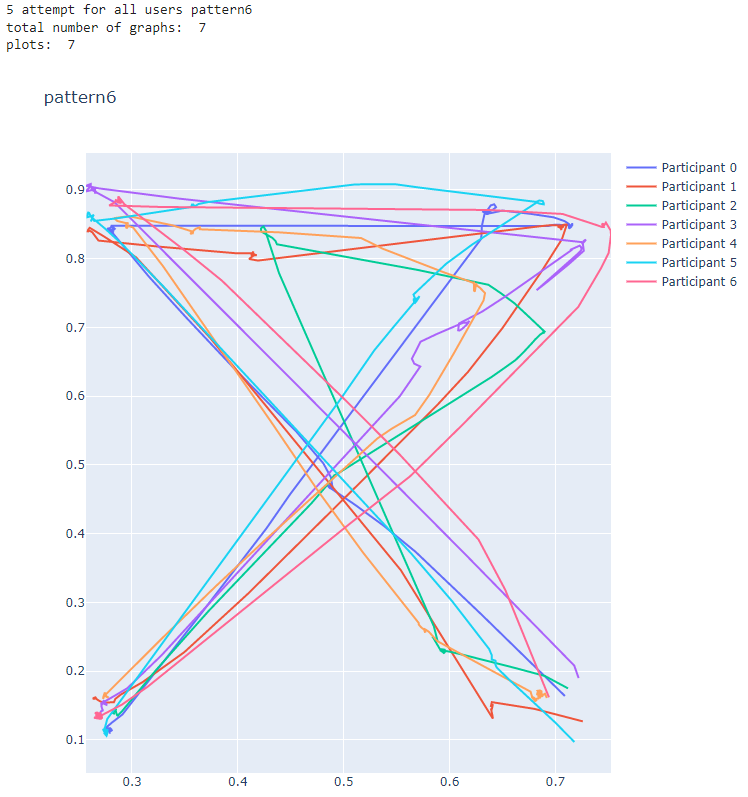 5 attempt for all users pattern6
total number of graphs:  7
plots:  7
pattern6
Participant 0
Participant 1
Participant 2
Participant 3
Participant 4
Participant 5
Participant 6
0.9
0.8
0.7
0.6
0.5
0.4
0.3
0.2
0.1
0.3 0.4 0.5 0.6 0.7